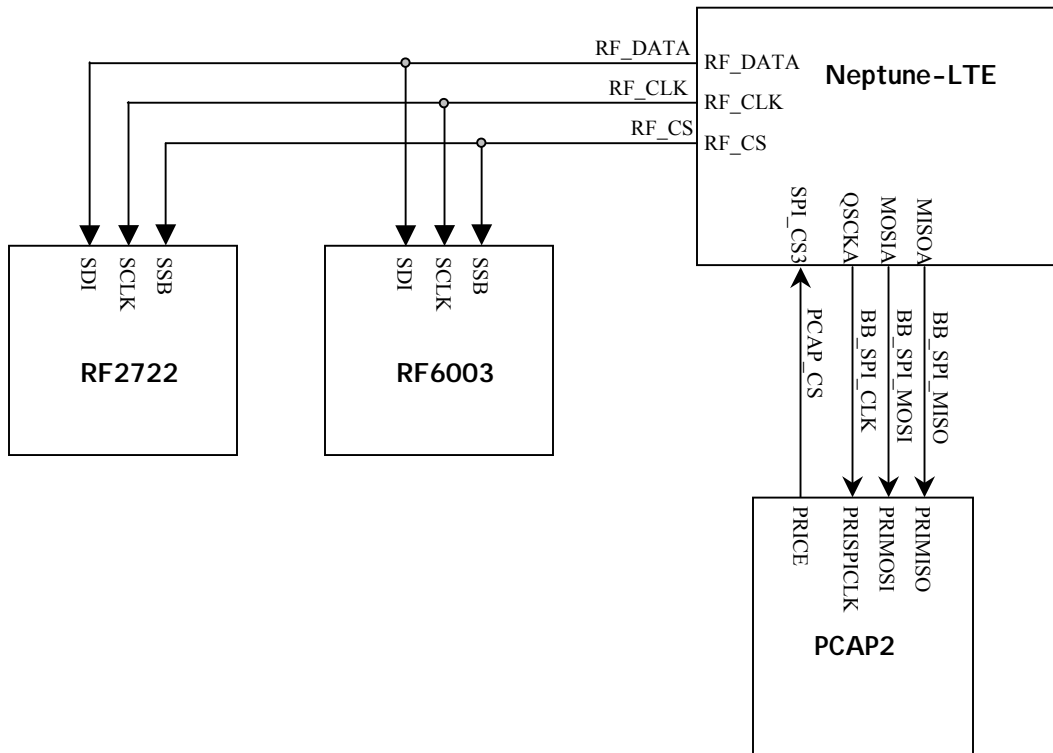 RF_DATA
RF_DATA
Neptune-LTE
RF_CLK
RF_CLK
RF_CS
RF_CS
SPI_CS3
QSCKA
MOSIA
MISOA
SDI
SCLK
SSB
SDI
SCLK
SSB
RF2722
RF6003
PCAP_CS
BB_SPI_CLK
BB_SPI_MOSI
BB_SPI_MISO
PRICE
PRISPICLK
PRIMOSI
PRIMISO
PCAP2